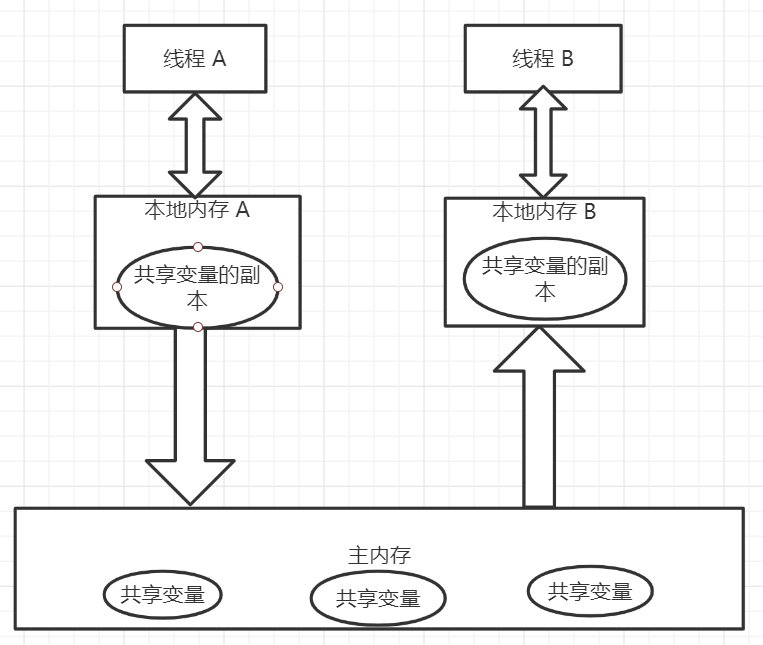 线程 A
线程 B
本地内存 A
本地内存 B
共享变量的副
本
共享变量的副
本
主内存
共享变量
共享变量
共享变量